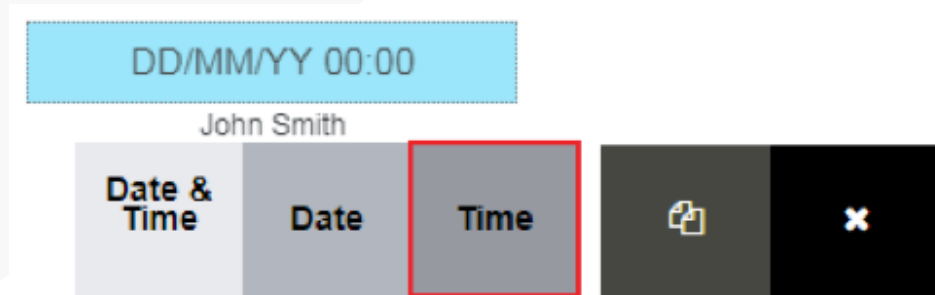 DD/MM/YY 00:00
John Smith
Date &
Time
Date
Time